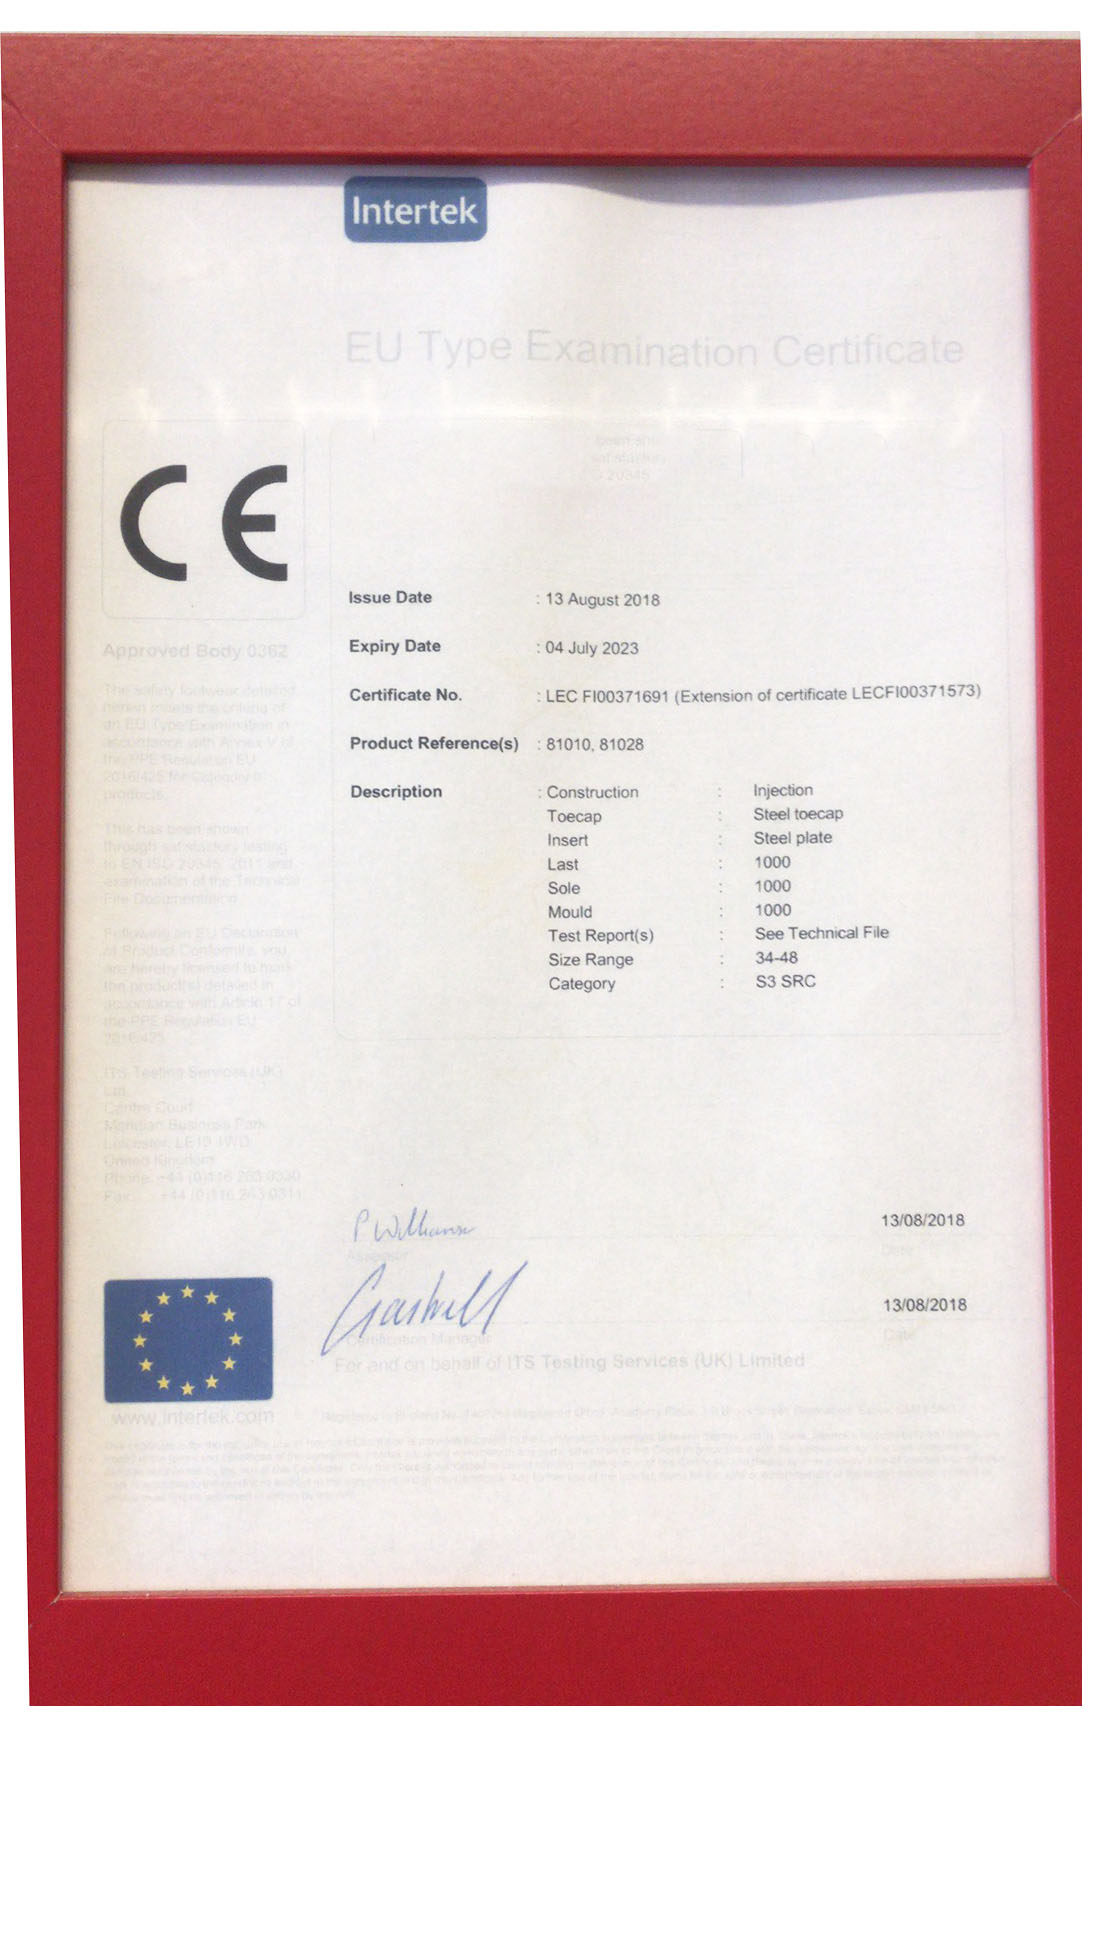 Intertek
EU Type Examination Certificate
CE
Approved Body 0362
The safety footwear detailed
herein meets the criteria of
an EU Type Examination in
accordance with Annex V of
the PPE Regulation EU
2016/425 for Category II
products.
This has been shown
through satisfactory testing
to EN ISO 20345: 2011 and
examination of the Technical
File Documentation
Following an EU Declaration
of Product Conformity, you
are hereby licensed to mark
the product(s) detailed in
accordance with Article 17 of
the PPE Regulation EU
2016/425
ITS Testing Services (UK)
Ltd
Centre Court
Meridian Business Park
Leicester, LE19 1WD
United Kingdom
Phone: +44 (0)116 263 0330
Fax: +44 (0)116 263 0311
www.intertek.com
been sho
satisfactory
O 20345
Issue Date : 13 August 2018
Expiry Date : 04 July 2023
Certificate No. : LEC FI00371691 (Extension of certificate LECFI00371573)
Product Reference(s) : 81010, 81028
Description : Construction : Injection
Toecap : Steel toecap
Insert : Steel plate
Last : 1000
Sole : 1000
Mould : 1000
Test Report(s) : See Technical File
Size Range : 34-48
Category : S3 SRC
P Williams 13/08/2018
Assessor Date
Gaskell 13/08/2018
Certification Manager Date
For and on behalf of ITS Testing Services (UK) Limited